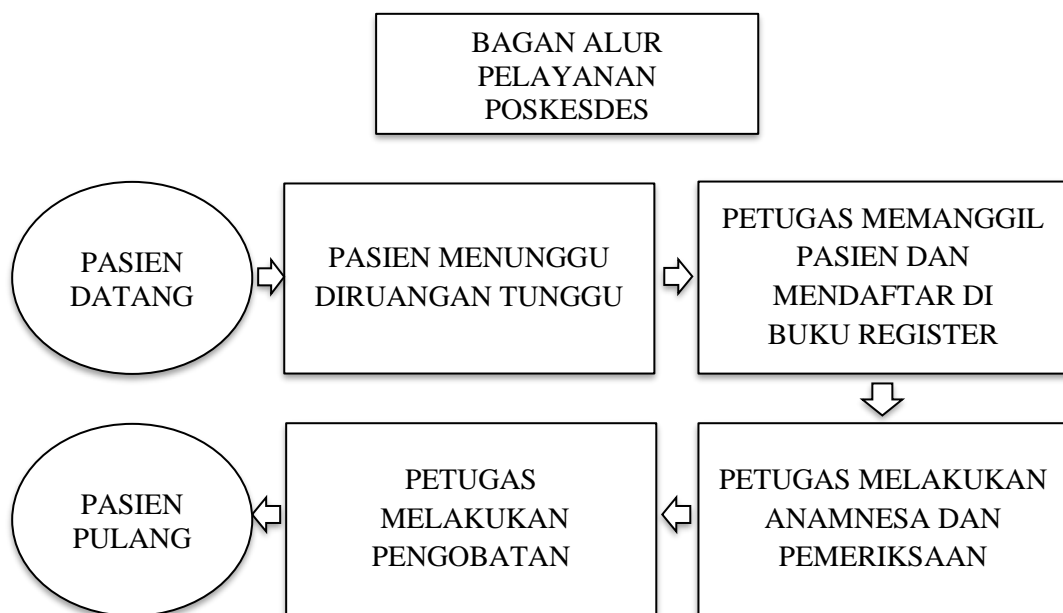 BAGAN ALUR
PELAYANAN
POSKESDES
PASIEN
DATANG
PASIEN MENUNGGU
DIRUANGAN TUNGGU
PETUGAS MEMANGGIL
PASIEN DAN
MENDAFTAR DI
BUKU REGISTER
PETUGAS MELAKUKAN
ANAMNESA DAN
PEMERIKSAAN
PETUGAS
MELAKUKAN
PENGOBATAN
PASIEN
PULANG